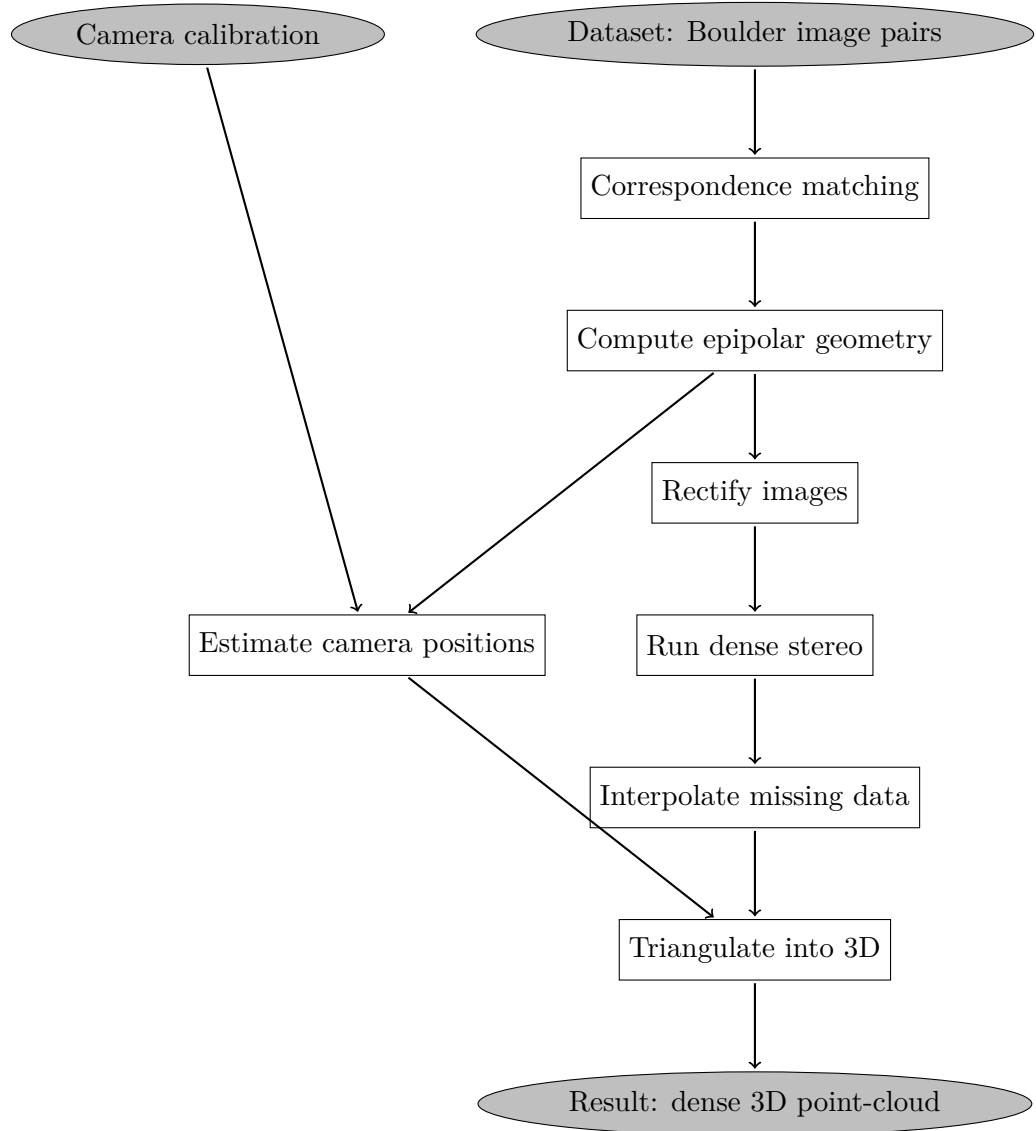 Camera calibration
Dataset: Boulder image pairs
Correspondence matching
Compute epipolar geometry
Rectify images
Estimate camera positions
Run dense stereo
Interpolate missing data
Triangulate into 3D
Result: dense 3D point-cloud